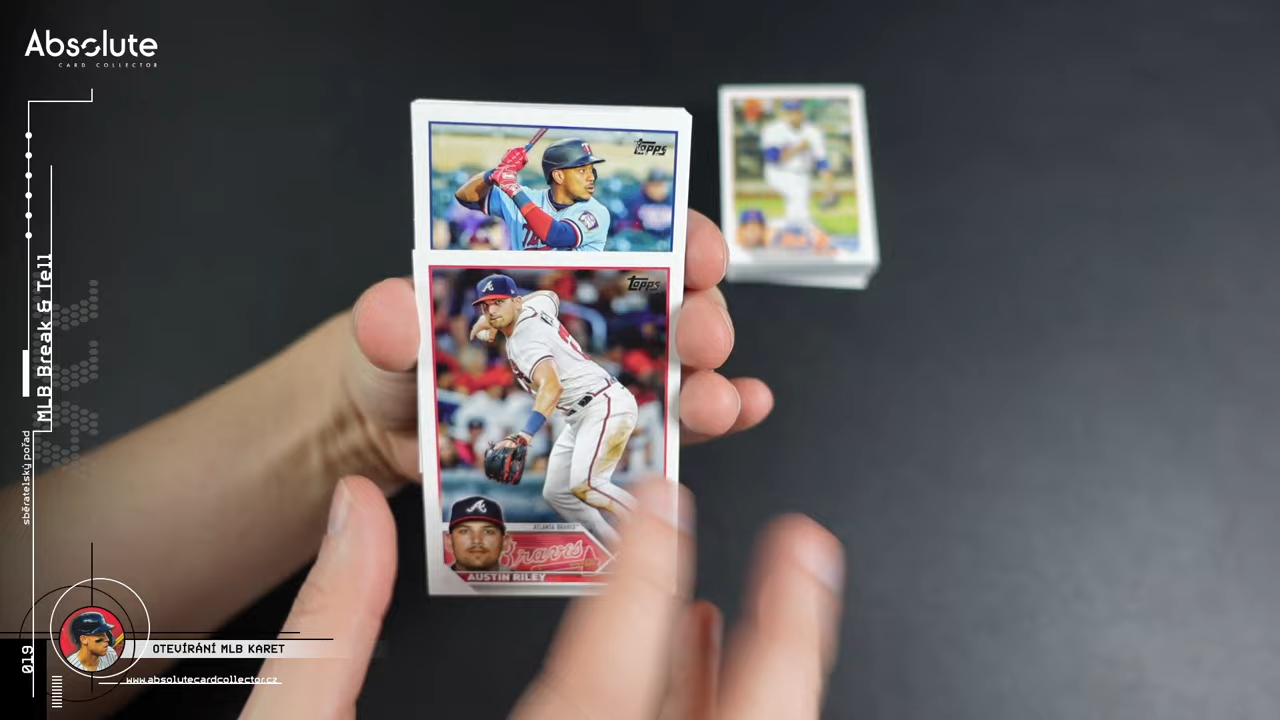 Absolute
CARD COLLECTOR
MLB Break & Tell
sběratelský pořad
019
OTEVÍRÁNÍ MLB KARET
www.absolutecardcollector.cz
Topps
Topps
ATLANTA BRAVES
Braves
AUSTIN RILEY